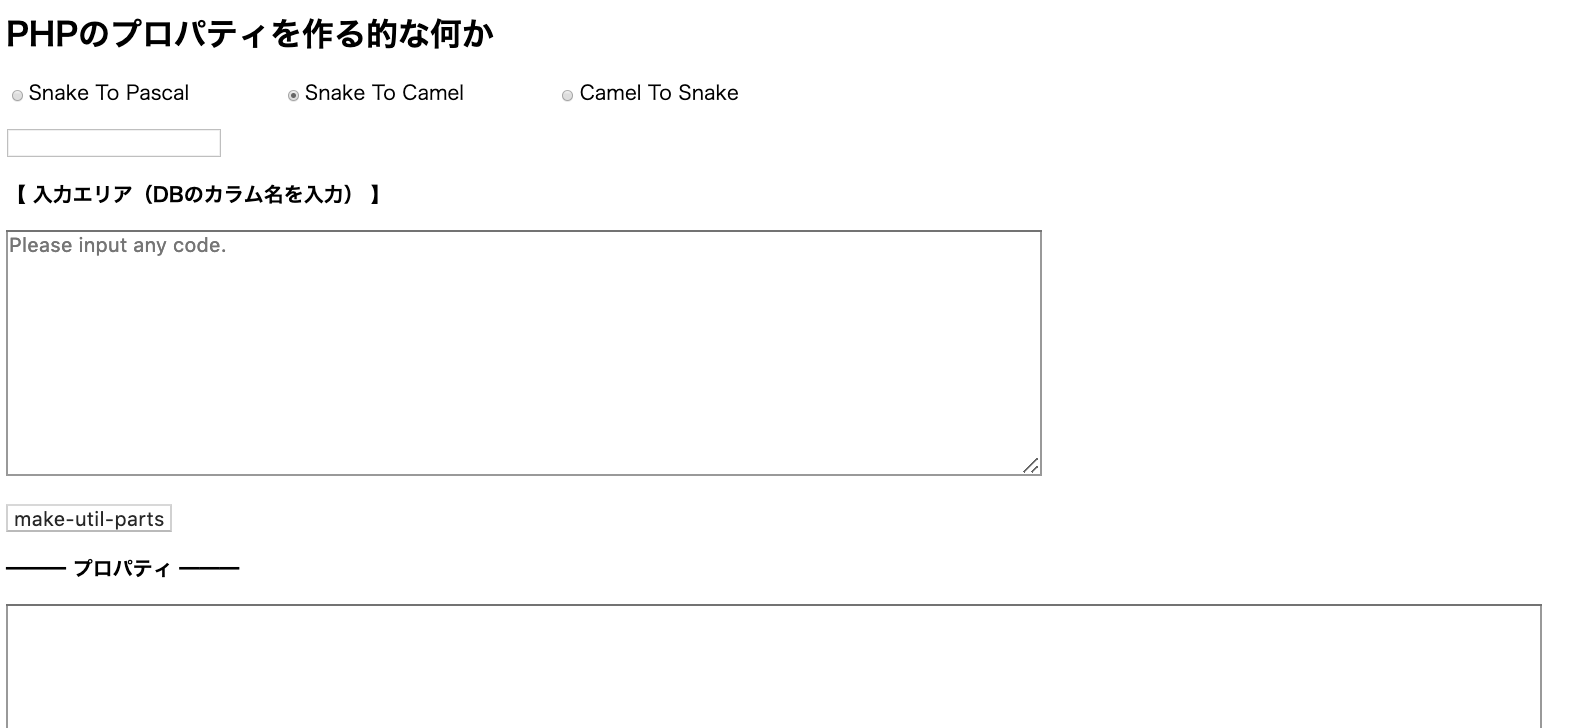 PHPのプロパティを作る的な何か
Snake To Pascal Snake To Camel Camel To Snake
【 入力エリア（DBのカラム名を入力） 】
Please input any code.
make-util-parts
——— プロパティ ———